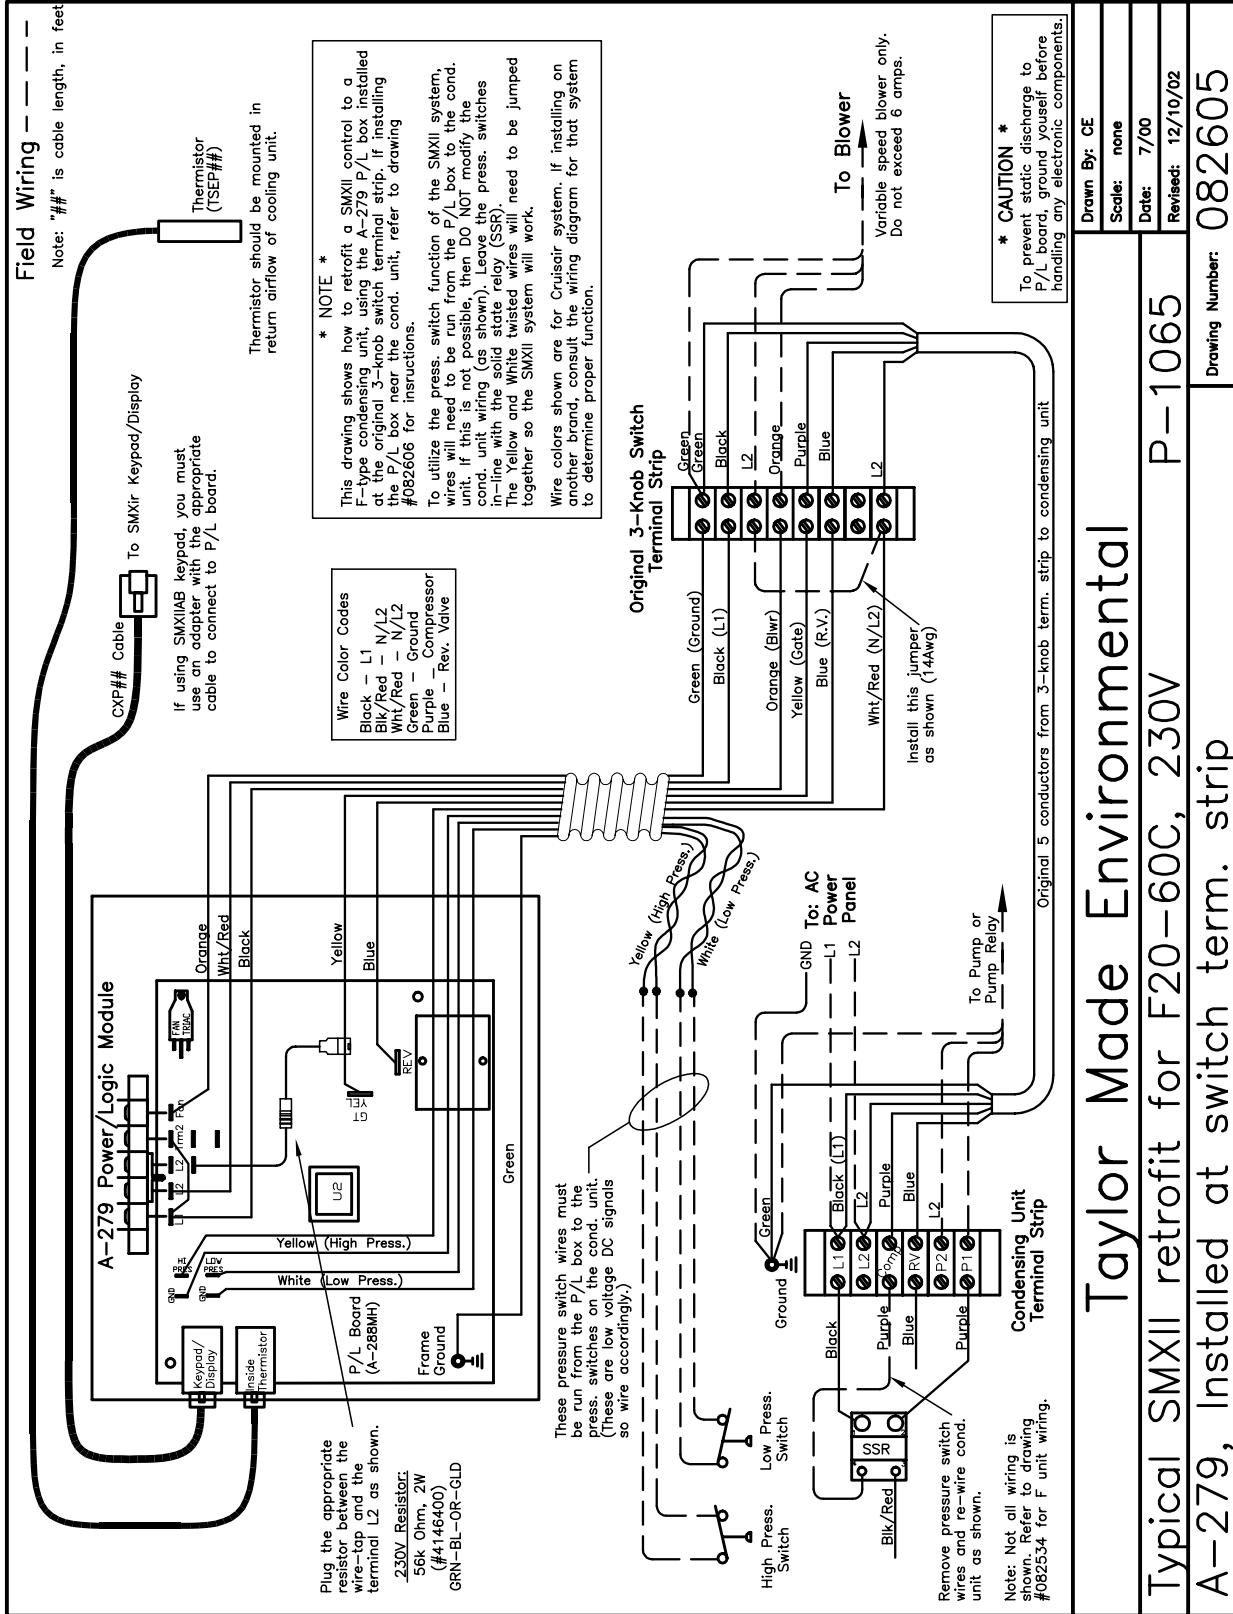 Field Wiring – – – –
Note: "##" is cable length, in feet
Thermistor
(TSEP##)
Thermistor should be mounted in
return airflow of cooling unit.
CXP## Cable
To SMXir Keypad/Display
If using SMXIIAB keypad, you must
use an adapter with the appropriate
cable to connect to P/L board.
* NOTE *
This drawing shows how to retrofit a SMXII control to a
F-type condensing unit, using the A-279 P/L box installed
at the original 3-knob switch terminal strip. If installing
the P/L box near the cond. unit, refer to drawing
#082606 for insructions.
To utilize the press. switch function of the SMXII system,
wires will need to be run from the P/L box to the cond.
unit. If this is not possible, then DO NOT modify the
cond. unit wiring (as shown). Leave the press. switches
in-line with the solid state relay (SSR).
The Yellow and White twisted wires will need to be jumped
together so the SMXII system will work.
Wire colors shown are for Cruisair system. If installing on
another brand, consult the wiring diagram for that system
to determine proper function.
Wire Color Codes
Black – L1
Blk/Red – N/L2
Wht/Red – N/L2
Green – Ground
Purple – Compressor
Blue – Rev. Valve
A-279 Power/Logic Module
FAN
TRIAC
Orange
Wht/Red
Black
Yellow
Blue
Fan
Trm2
L2
L2
L1
GT
YEL
REV
U2
HI
PRES
LOW
PRES
GND
GND
Yellow (High Press.)
White (Low Press.)
Green
Keypad/
Display
Inside
Thermistor
P/L Board
(A-288MH)
Frame
Ground
Plug the appropriate
resistor between the
wire-tap and the
terminal L2 as shown.
230V Resistor:
56k Ohm, 2W
(#4146400)
GRN-BL-OR-GLD
Original 3-Knob Switch
Terminal Strip
Green (Ground)
Black (L1)
Orange (Blwr)
Yellow (Gate)
Blue (R.V.)
Wht/Red (N/L2)
Green
Green
Black
L2
Orange
Purple
Blue
L2
Install this jumper
as shown (14Awg)
To Blower
Variable speed blower only.
Do not exceed 6 amps.
Yellow (High Press.)
White (Low Press.)
These pressure switch wires must
be run from the P/L box to the
press. switches on the cond. unit.
(These are low voltage DC signals
so wire accordingly.)
High Press.
Switch
Low Press.
Switch
GND
L1
L2
To: AC
Power
Panel
To Pump or
Pump Relay
Original 5 conductors from 3-knob term. strip to condensing unit
Ground
Green
Black (L1)
L2
Purple
Blue
L2
L1
L2
Comp
RV
P2
P1
Condensing Unit
Terminal Strip
Black
Purple
Blue
Purple
SSR
Blk/Red
Remove pressure switch
wires and re-wire cond.
unit as shown.
Note: Not all wiring is
shown. Refer to drawing
#082534 for F unit wiring.
* CAUTION *
To prevent static discharge to
P/L board, ground youself before
handling any electronic components.
Taylor Made Environmental
Drawn By: CE
Scale: none
Date: 7/00
Revised: 12/10/02
Typical SMXII retrofit for F20-60C, 230V P-1065
A-279, Installed at switch term. strip
Drawing Number: 082605